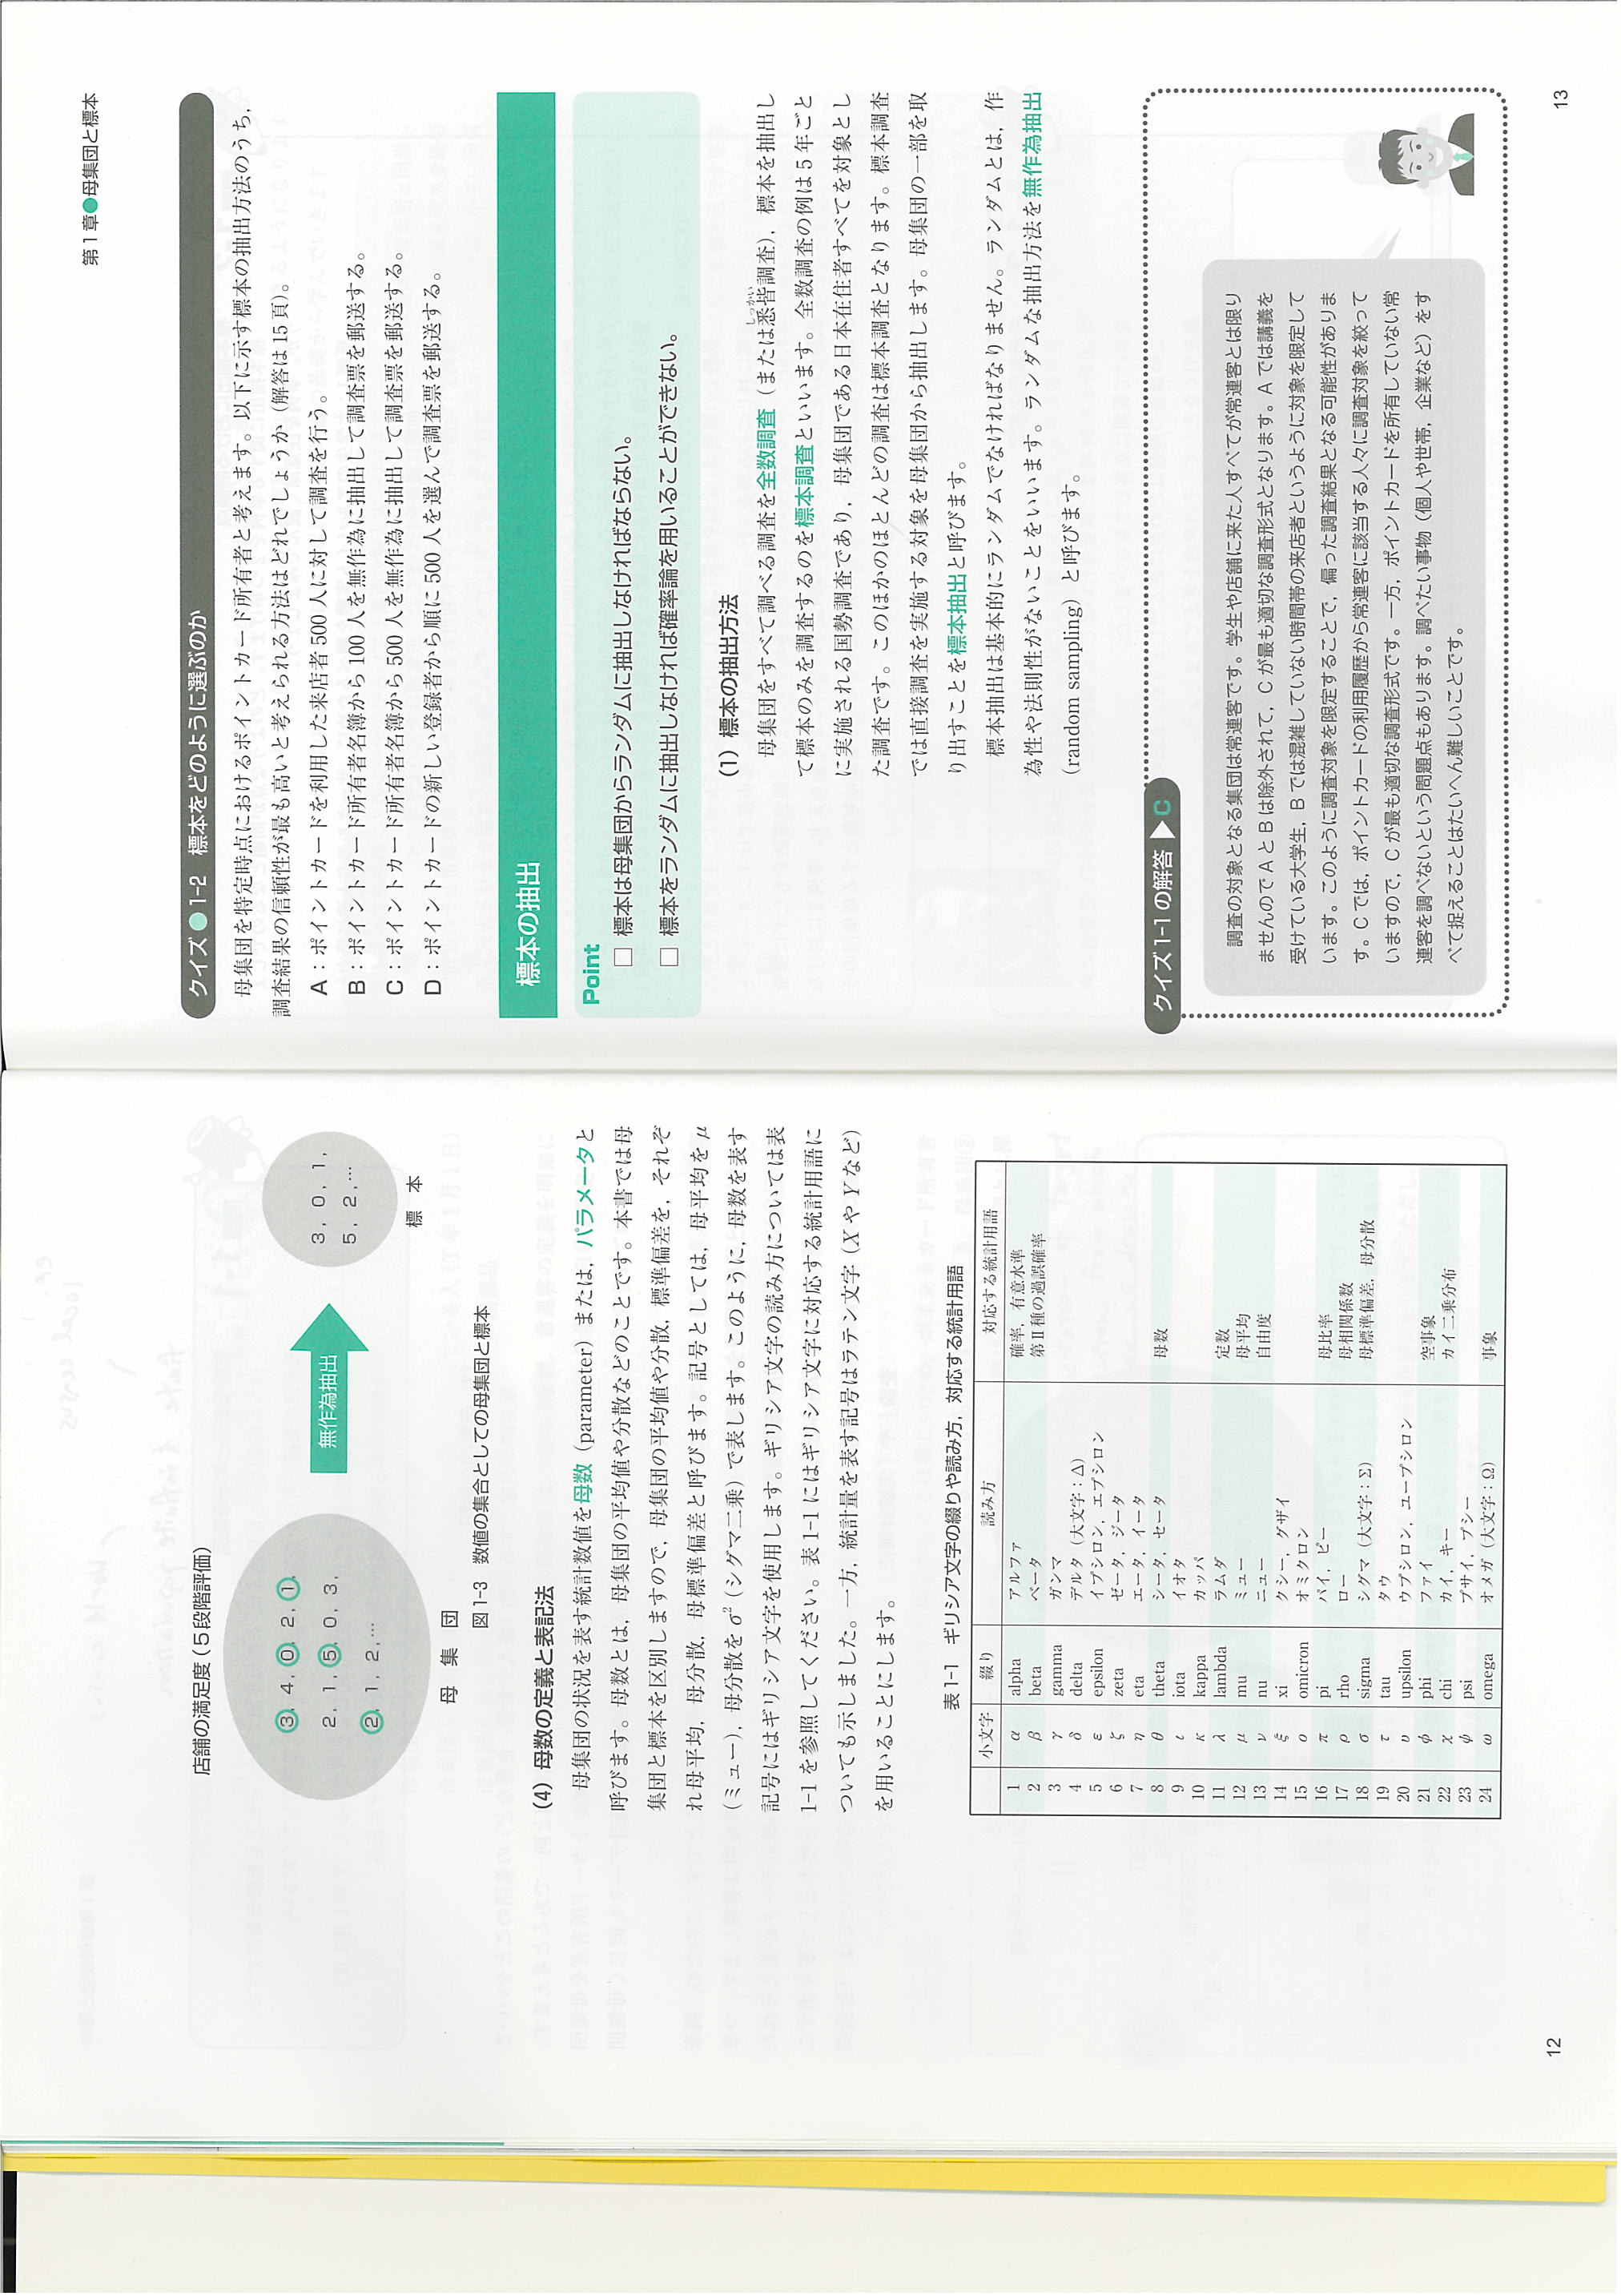 店舗の満足度（5段階評価）
3, 4, 0, 2, 1,
2, 1, 5, 0, 3,
2, 1, 2, …
母集団
無作為抽出
3, 0, 1,
5, 2, …
標本
図1-3　数値の集合としての母集団と標本
（4）母数の定義と表記法
母集団の状況を表す統計数値を母数（parameter）または，パラメータと
呼びます。母数とは，母集団の平均値や分散などのことです。本書では母
集団と標本を区別しますので，母集団の平均値や分散，標準偏差を，それぞ
れ母平均，母分散，母標準偏差と呼びます。記号としては，母平均を μ
（ミュー），母分散を σ²（シグマ二乗）で表します。このように，母数を表す
記号にはギリシア文字を使用します。ギリシア文字の読み方については表
1-1 を参照してください。表 1-1 にはギリシア文字に対応する統計用語に
ついても示しました。一方，統計量を表す記号はラテン文字（X や Y など）
を用いることにします。
表 1-1　ギリシア文字の綴りや読み方，対応する統計用語
小文字 綴り 読み方 対応する統計用語
1 α alpha アルファ 確率，有意水準
2 β beta ベータ 第Ⅱ種の過誤確率
3 γ gamma ガンマ
4 δ delta デルタ（大文字：Δ）
5 ε epsilon イプシロン，エプシロン
6 ζ zeta ゼータ，ジータ
7 η eta エータ，イータ
8 θ theta シータ，セータ 母数
9 ι iota イオタ
10 κ kappa カッパ
11 λ lambda ラムダ 定数
12 μ mu ミュー 母平均
13 ν nu ニュー 自由度
14 ξ xi クシー，グザイ
15 ο omicron オミクロン
16 π pi パイ，ピー 母比率
17 ρ rho ロー 母相関係数
18 σ sigma シグマ（大文字：Σ） 母標準偏差，母分散
19 τ tau タウ
20 υ upsilon ウプシロン，ユープシロン
21 φ phi ファイ 空事象
22 χ chi カイ，キー カイ二乗分布
23 ψ psi プサイ，プシー
24 ω omega オメガ（大文字：Ω） 事象
12
第1章●母集団と標本
クイズ●1-2　標本をどのように選ぶのか
母集団を特定時点におけるポイントカード所有者と考えます。以下に示す標本の抽出方法のうち，
調査結果の信頼性が最も高いと考えられる方法はどれでしょうか（解答は 15 頁）。
A：ポイントカードを利用した来店者 500 人に対して調査を行う。
B：ポイントカード所有者名簿から 100 人を無作為に抽出して調査票を郵送する。
C：ポイントカード所有者名簿から 500 人を無作為に抽出して調査票を郵送する。
D：ポイントカードの新しい登録者から順に 500 人を選んで調査票を郵送する。
標本の抽出
Point
□ 標本は母集団からランダムに抽出しなければならない。
□ 標本をランダムに抽出しなければ確率論を用いることができない。
（1）標本の抽出方法
しっかい
母集団をすべて調べる調査を全数調査（または悉皆調査），標本を抽出し
て標本のみを調査するのを標本調査といいます。全数調査の例は 5 年ごと
に実施される国勢調査であり，母集団である日本在住者すべてを対象とし
た調査です。このほかのほとんどの調査は標本調査となります。標本調査
では直接調査を実施する対象を母集団から抽出します。母集団の一部を取
り出すことを標本抽出と呼びます。
標本抽出は基本的にランダムでなければなりません。ランダムとは，作
為性や法則性がないことをいいます。ランダムな抽出方法を無作為抽出
（random sampling）と呼びます。
クイズ1-1の解答▶C
調査の対象となる集団は常連客です。学生や店舗に来た人すべてが常連客とは限り
ませんので A と B は除外されて，C が最も適切な調査形式となります。A では講義を
受けている大学生，B では混雑していない時間帯の来店者というように対象を限定して
います。このように調査対象を限定することで，偏った調査結果となる可能性がありま
す。C では，ポイントカードの利用履歴から常連客に該当する人々に調査対象を絞って
いますので，C が最も適切な調査形式です。一方，ポイントカードを所有していない常
連客を調べないという問題点もあります。調べたい事物（個人や世帯，企業など）をす
べて捉えることはたいへん難しいことです。
13